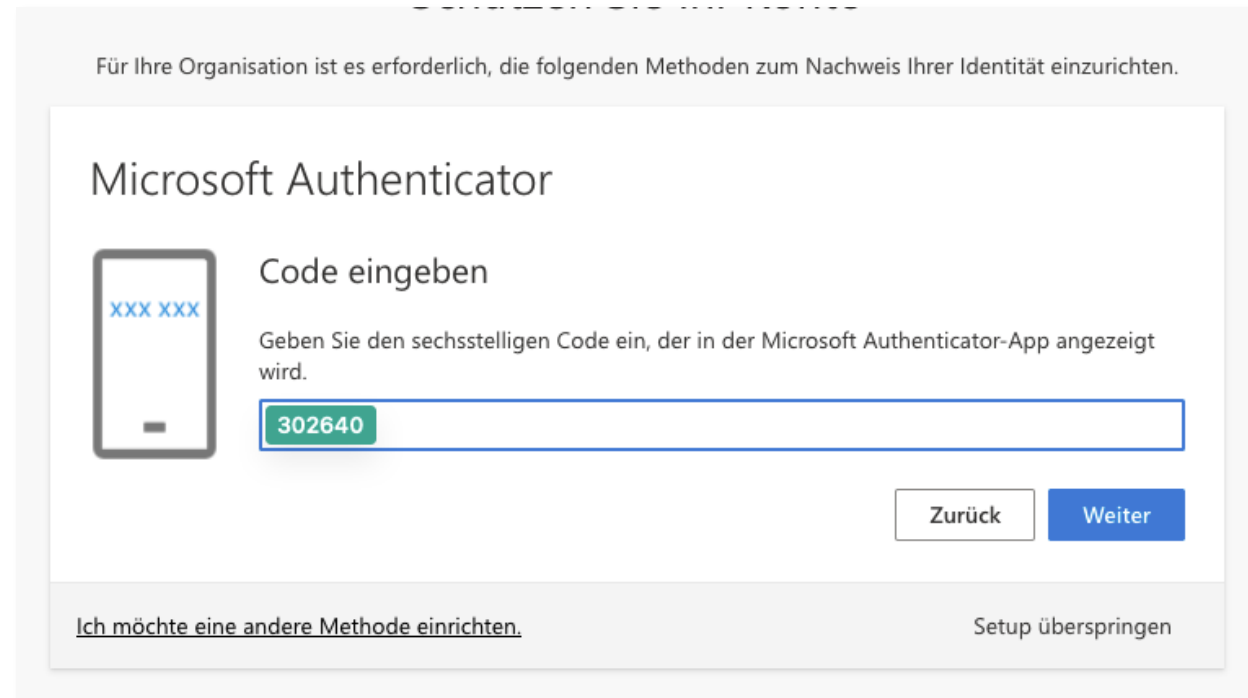 Für Ihre Organisation ist es erforderlich, die folgenden Methoden zum Nachweis Ihrer Identität einzurichten.
Microsoft Authenticator
Code eingeben
xxx xxx
Geben Sie den sechsstelligen Code ein, der in der Microsoft Authenticator-App angezeigt
wird.
302640
Zurück
Weiter
Ich möchte eine andere Methode einrichten.
Setup überspringen